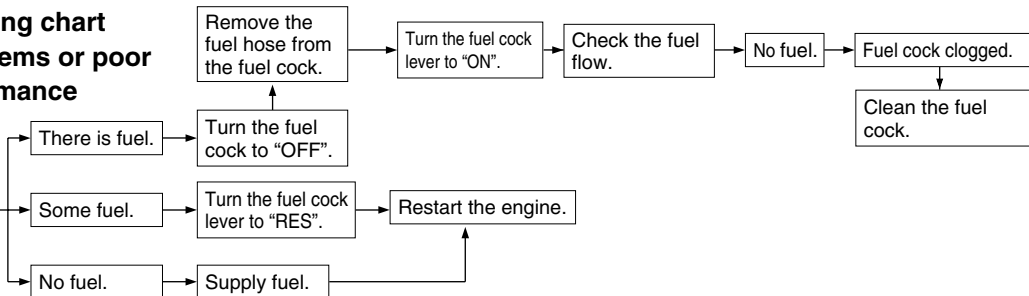 ng chart
ems or poor
mance
Remove the
fuel hose from
the fuel cock.
Turn the fuel cock
lever to “ON”.
Check the fuel
flow.
No fuel.
Fuel cock clogged.
Clean the fuel
cock.
There is fuel.
Turn the fuel
cock to “OFF”.
Some fuel.
Turn the fuel cock
lever to “RES”.
Restart the engine.
No fuel.
Supply fuel.